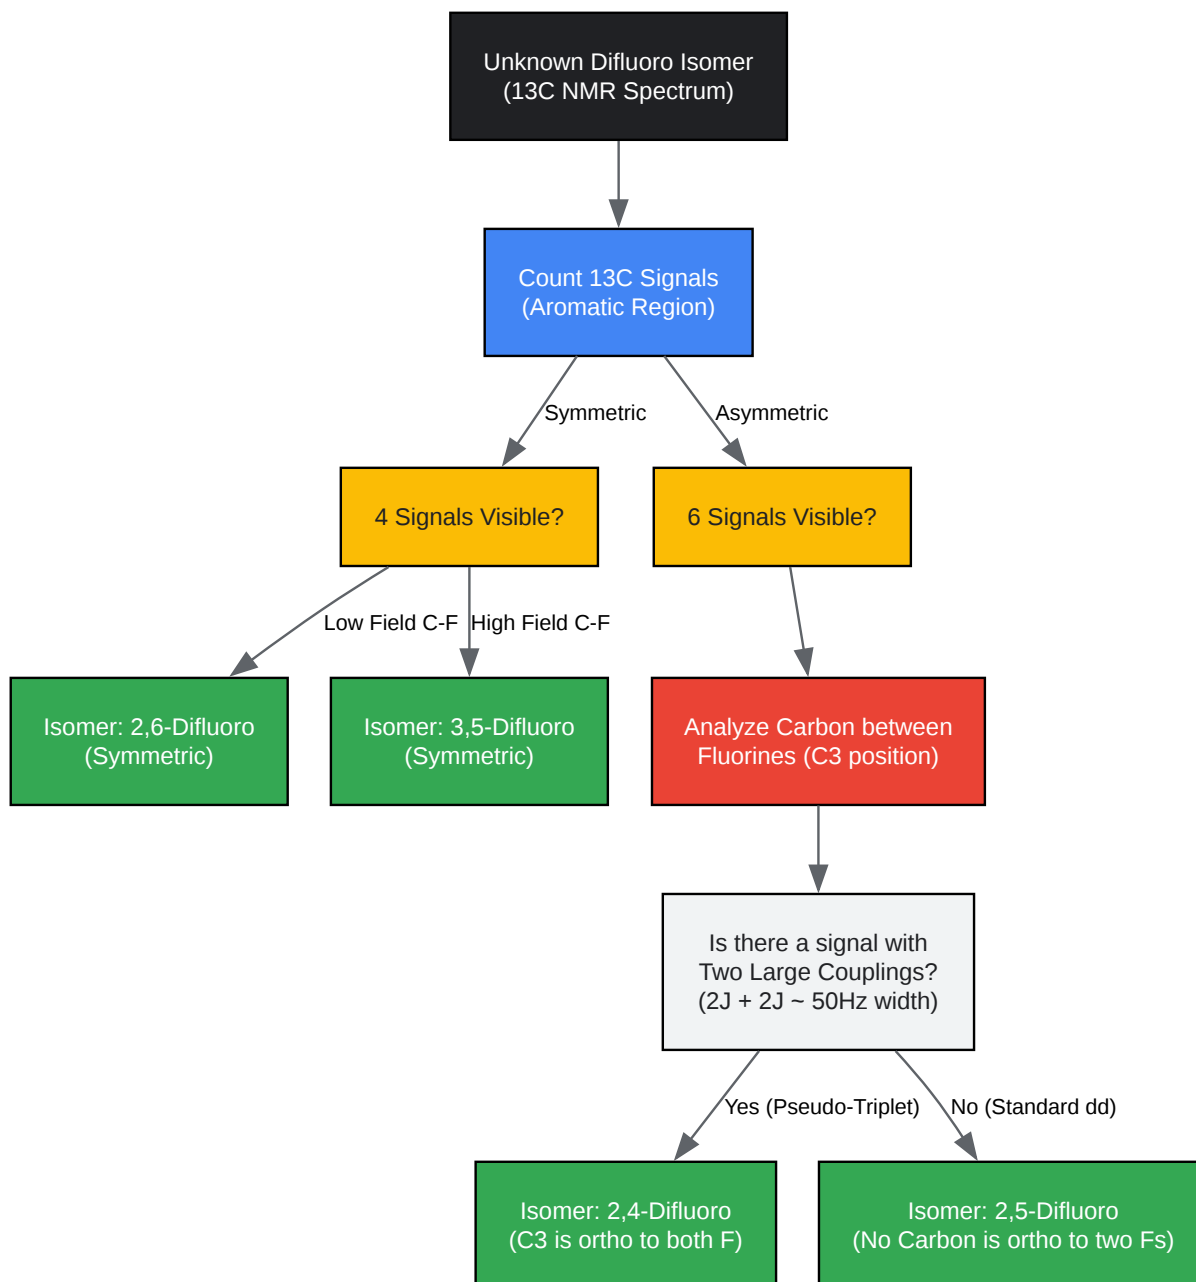 Unknown Difluoro Isomer
(13C NMR Spectrum)
Count 13C Signals
(Aromatic Region)
Symmetric
Asymmetric
4 Signals Visible?
6 Signals Visible?
Low Field C-F
High Field C-F
Isomer: 2,6-Difluoro
(Symmetric)
Isomer: 3,5-Difluoro
(Symmetric)
Analyze Carbon between
Fluorines (C3 position)
Is there a signal with
Two Large Couplings?
(2J + 2J ~ 50Hz width)
Yes (Pseudo-Triplet)
No (Standard dd)
Isomer: 2,4-Difluoro
(C3 is ortho to both F)
Isomer: 2,5-Difluoro
(No Carbon is ortho to two Fs)